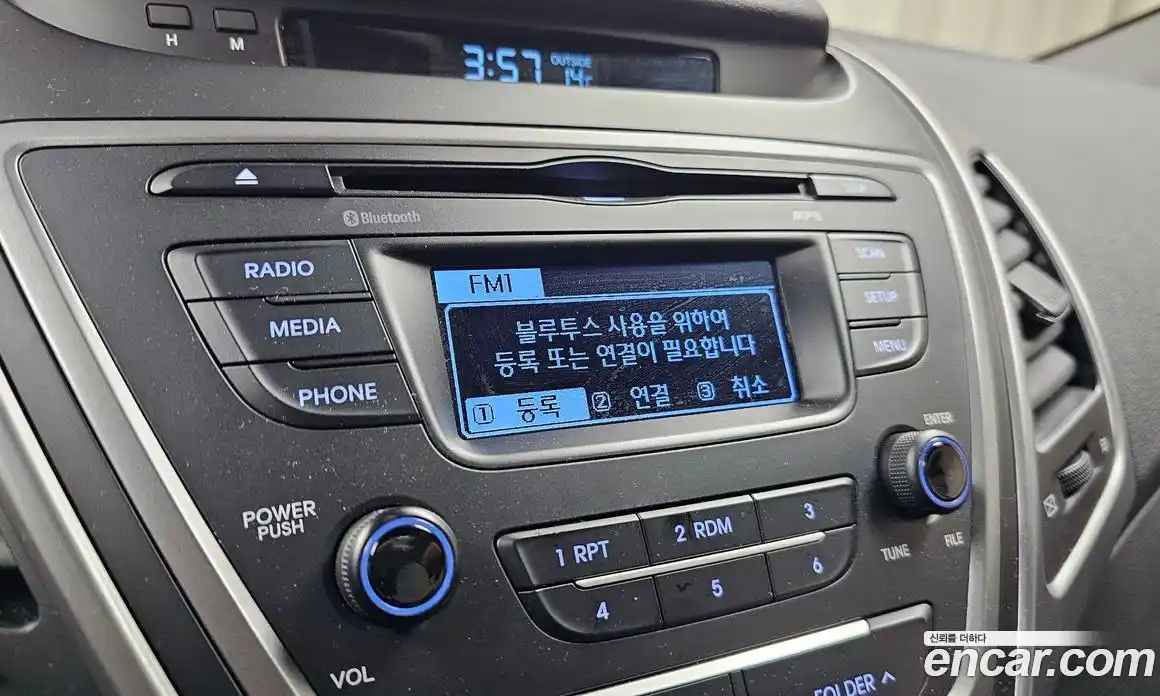 H
M
3:57
OUTSIDE
14
Bluetooth
MP3
RADIO
MEDIA
PHONE
SCAN
SETUP
MENU
FM1
블루투스 사용을 위하여
등록 또는 연결이 필요합니다
1 등록 2 연결 3 취소
POWER
PUSH
VOL
1 RPT
2 RDM
3
4
5
6
ENTER
TUNE
FILE
FOLDER ∧
신뢰를 더하다
encar.com